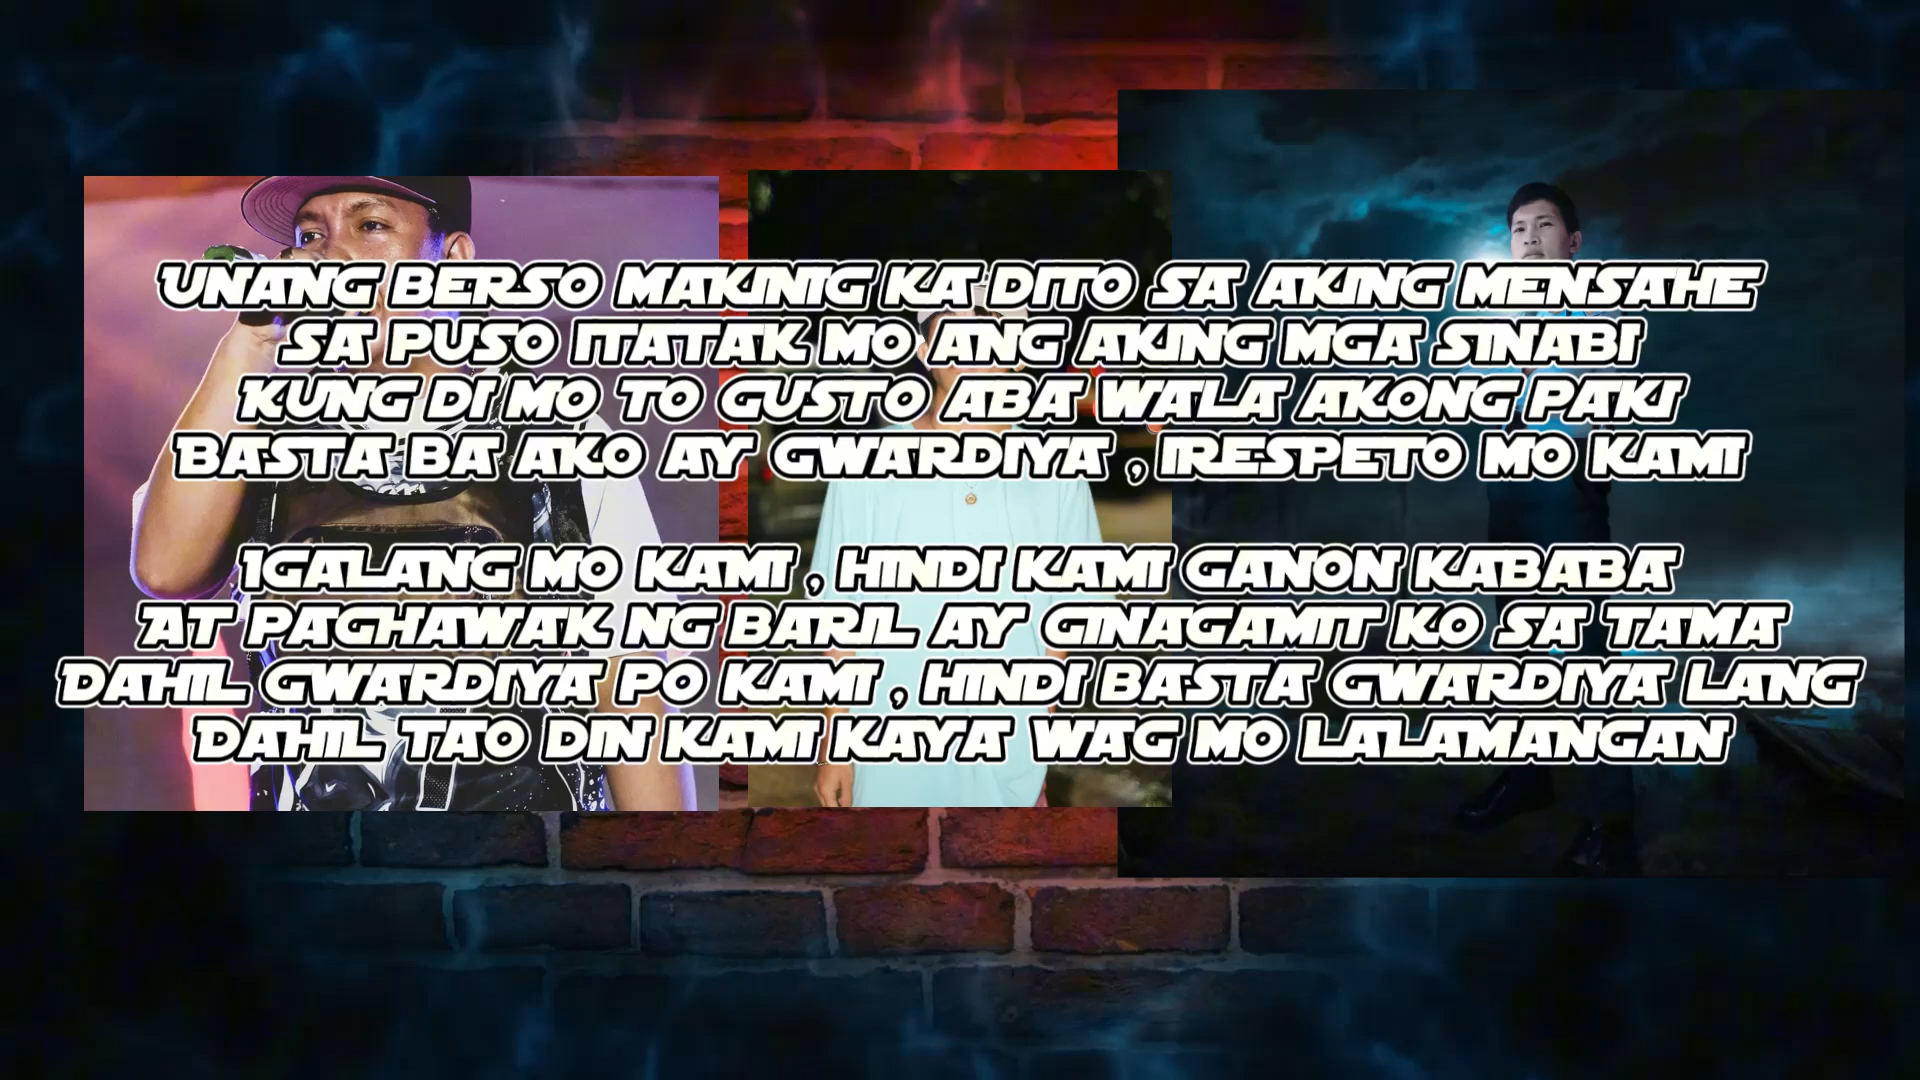 UNANG BERSO MAKINIG KA DITO SA AKING MENSAHE
SA PUSO ITATAK MO ANG AKING MGA SINABI
KUNG DI MO TO GUSTO ABA WALA AKONG PAKI
BASTA BA AKO AY GWARDIYA , IRESPETO MO KAMI
IGALANG MO KAMI , HINDI KAMI GANON KABABA
AT PAGHAWAK NG BARIL AY GINAGAMIT KO SA TAMA
DAHIL GWARDIYA PO KAMI , HINDI BASTA GWARDIYA LANG
DAHIL TAO DIN KAMI KAYA WAG MO LALAMANGAN